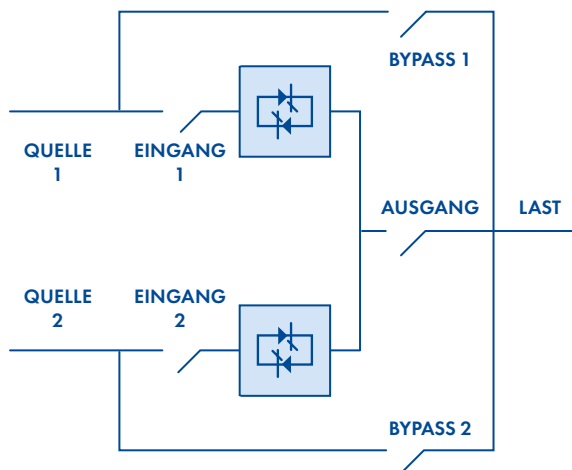 BYPASS 1
QUELLE
1
EINGANG
1
AUSGANG
LAST
QUELLE
2
EINGANG
2
BYPASS 2